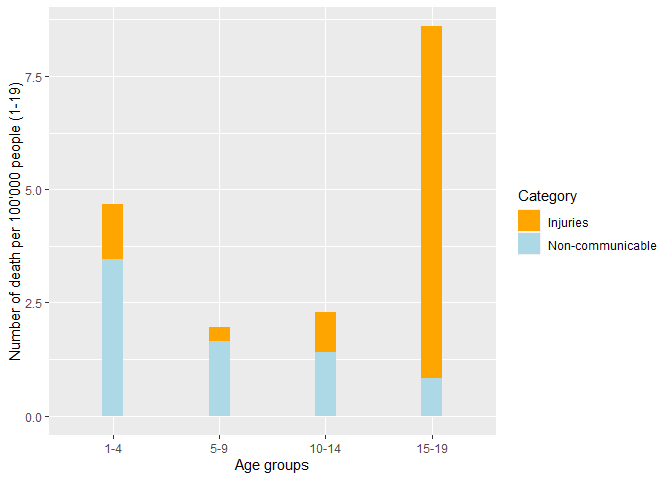 Number of death per 100'000 people (1-19)
7.5
5.0
2.5
0.0
1-4 5-9 10-14 15-19
Age groups
Category
Injuries
Non-communicable